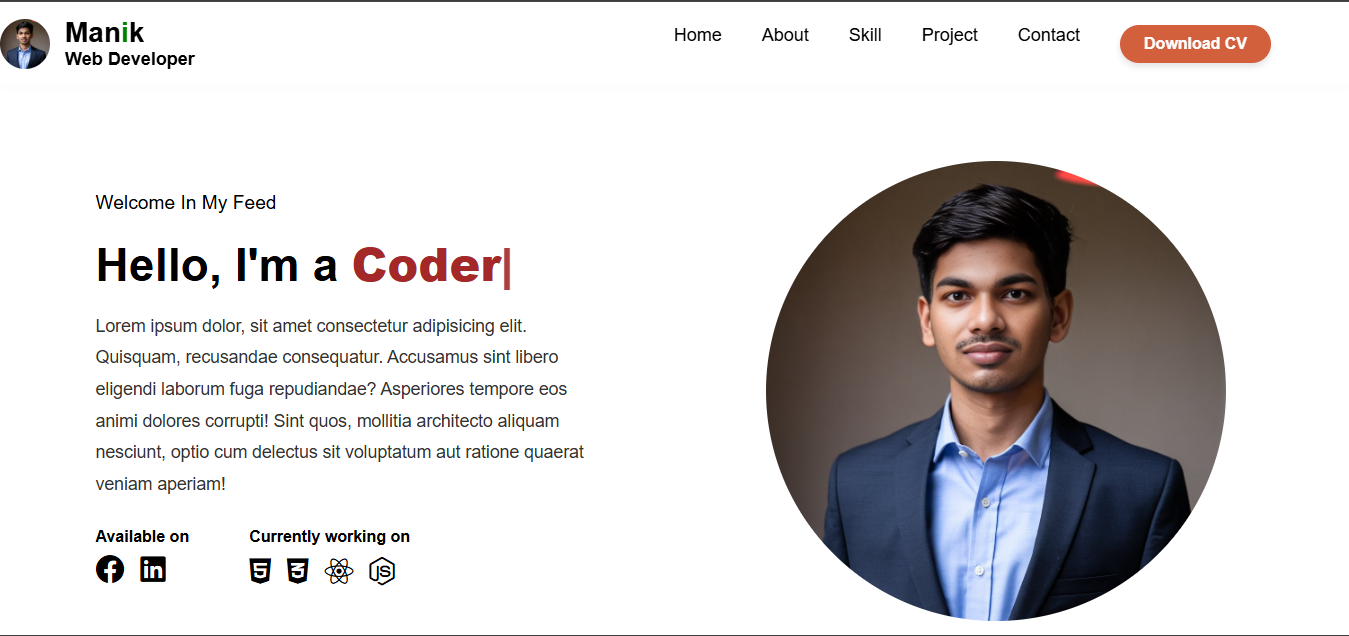 Manik
Web Developer
Home About Skill Project Contact Download CV
Welcome In My Feed
Hello, I'm a Coder|
Lorem ipsum dolor, sit amet consectetur adipisicing elit.
Quisquam, recusandae consequatur. Accusamus sint libero
eligendi laborum fuga repudiandae? Asperiores tempore eos
animi dolores corrupti! Sint quos, mollitia architecto aliquam
nesciunt, optio cum delectus sit voluptatum aut ratione quaerat
veniam aperiam!
Available on
Currently working on